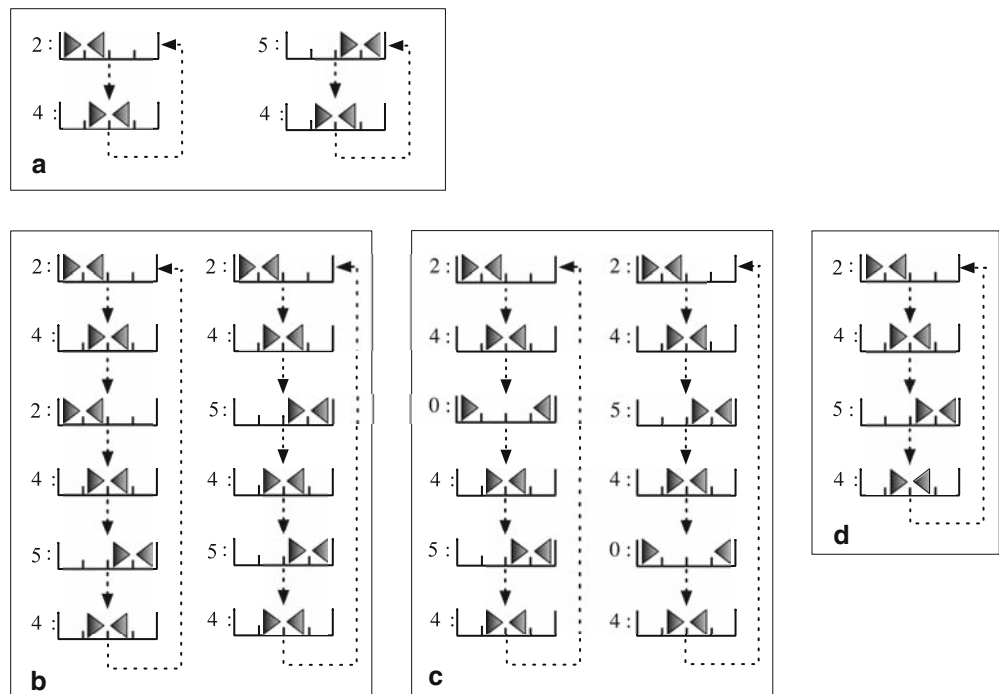 2 : 5 :
4 : 4 :
a
2 : 2 :
4 : 4 :
2 : 5 :
4 : 4 :
5 : 5 :
4 : 4 :
b
2 : 2 :
4 : 4 :
0 : 5 :
4 : 4 :
5 : 0 :
4 : 4 :
c
2 :
4 :
5 :
4 :
d